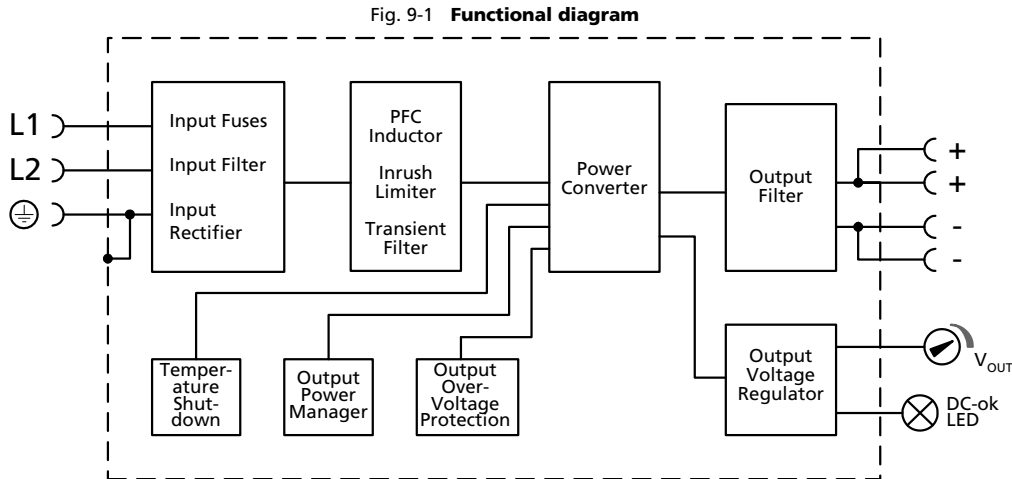 Fig. 9-1 Functional diagram
L1
L2
Input Fuses
Input Filter
Input
Rectifier
PFC
Inductor
Inrush
Limiter
Transient
Filter
Power
Converter
Output
Filter
+
+
-
-
Temper-
ature
Shut-
down
Output
Power
Manager
Output
Over-
Voltage
Protection
Output
Voltage
Regulator
VOUT
DC-ok
LED